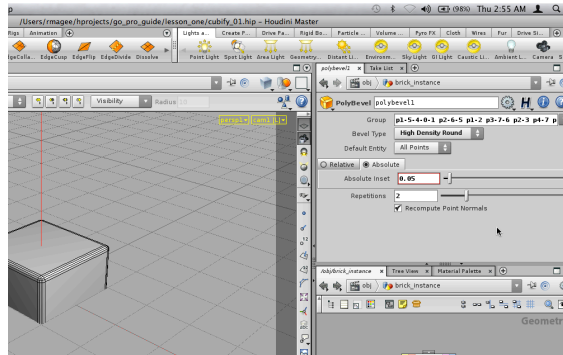 (98%) Thu 2:55 AM
/Users/rmagee/hprojects/go_pro_guide/lesson_one/cubify_01.hip - Houdini Master
Rigs Animation Lights a... Create P... Drive Pa... Rigid Bo... Particle ... Volume ... Pyro FX Cloth Wires Fur Drive Si...
EdgeCusp EdgeFlip EdgeDivide Dissolve Point Light Spot Light Area Light Geometry... Distant Li... Environm... Sky Light GI Light Caustic Li... Ambient L... Camera
polybevel1 Take List
obj brick_instance
PolyBevel polybevel1
Visibility Radius
persp1 cam1
Group p1-5-4-0-1 p2-6-5 p1-2 p3-7-6 p2-3 p4-7 p
Bevel Type High Density Round
Default Entity All Points
Relative Absolute
Absolute Inset 0.05
Repetitions 2
Recompute Point Normals
/obj/brick_instance Tree View Material Palette
obj brick_instance
Geometr